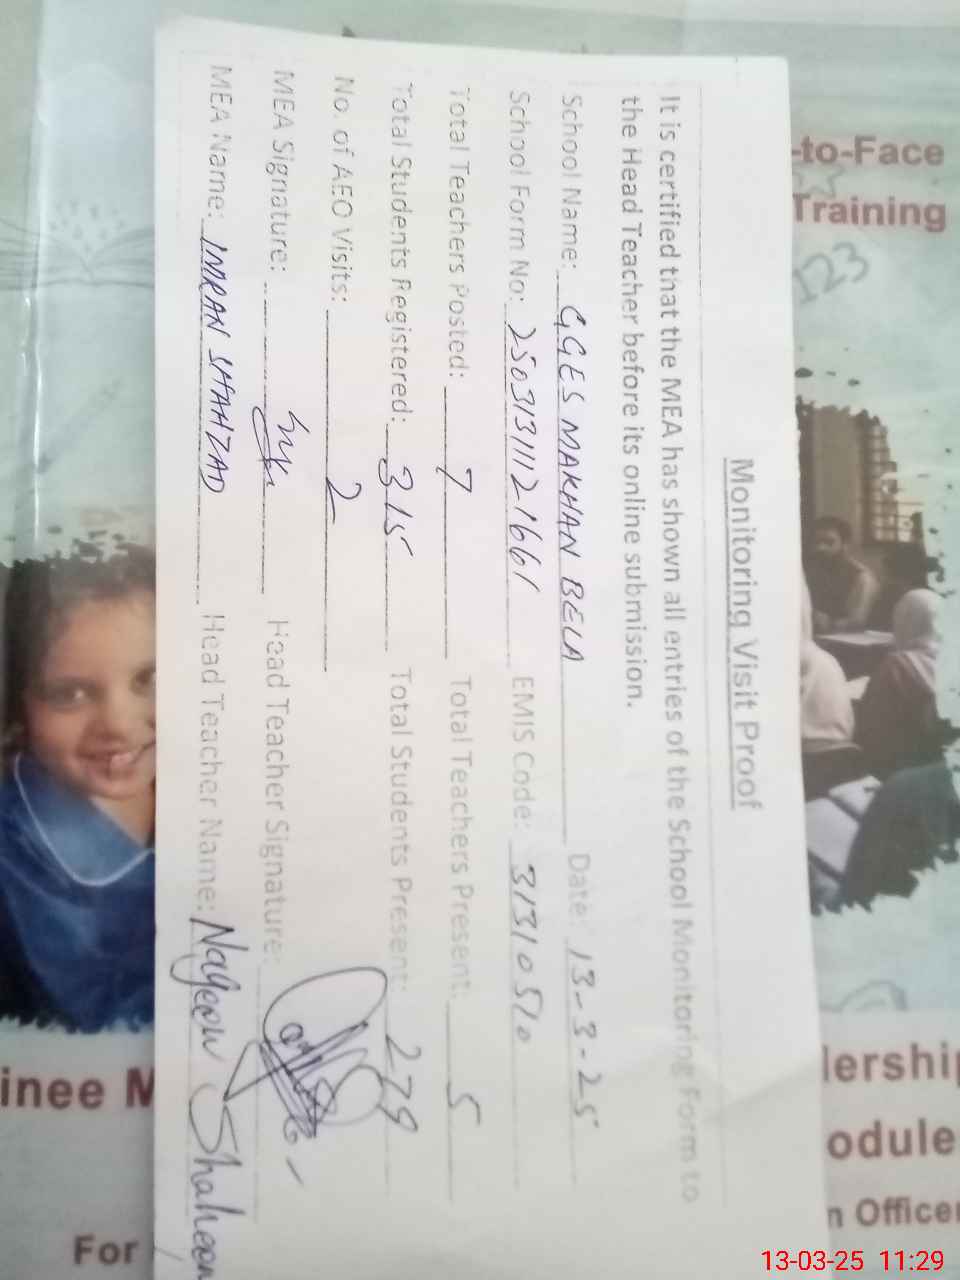 Monitoring Visit Proof
It is certified that the MEA has shown all entries of the School Monitoring Form to
the Head Teacher before its online submission.
School Name: GGES MAKHAN BELA Date: 13-3-25
School Form No: 25031311121661 EMIS Code: 31310510
Total Teachers Posted: 7 Total Teachers Present: 5
Total Students Registered: 315 Total Students Present: 279
No. of AEO Visits: 2
MEA Signature: Head Teacher Signature:
MEA Name: IMRAN SHAHZAD Head Teacher Name: Shaheen
-to-Face
Training
123
inee M
For
lership
odule
n Officer
13-03-25 11:29